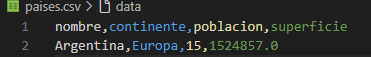 paises.csv > data
1 nombre,continente,poblacion,superficie
2 Argentina,Europa,15,1524857.0